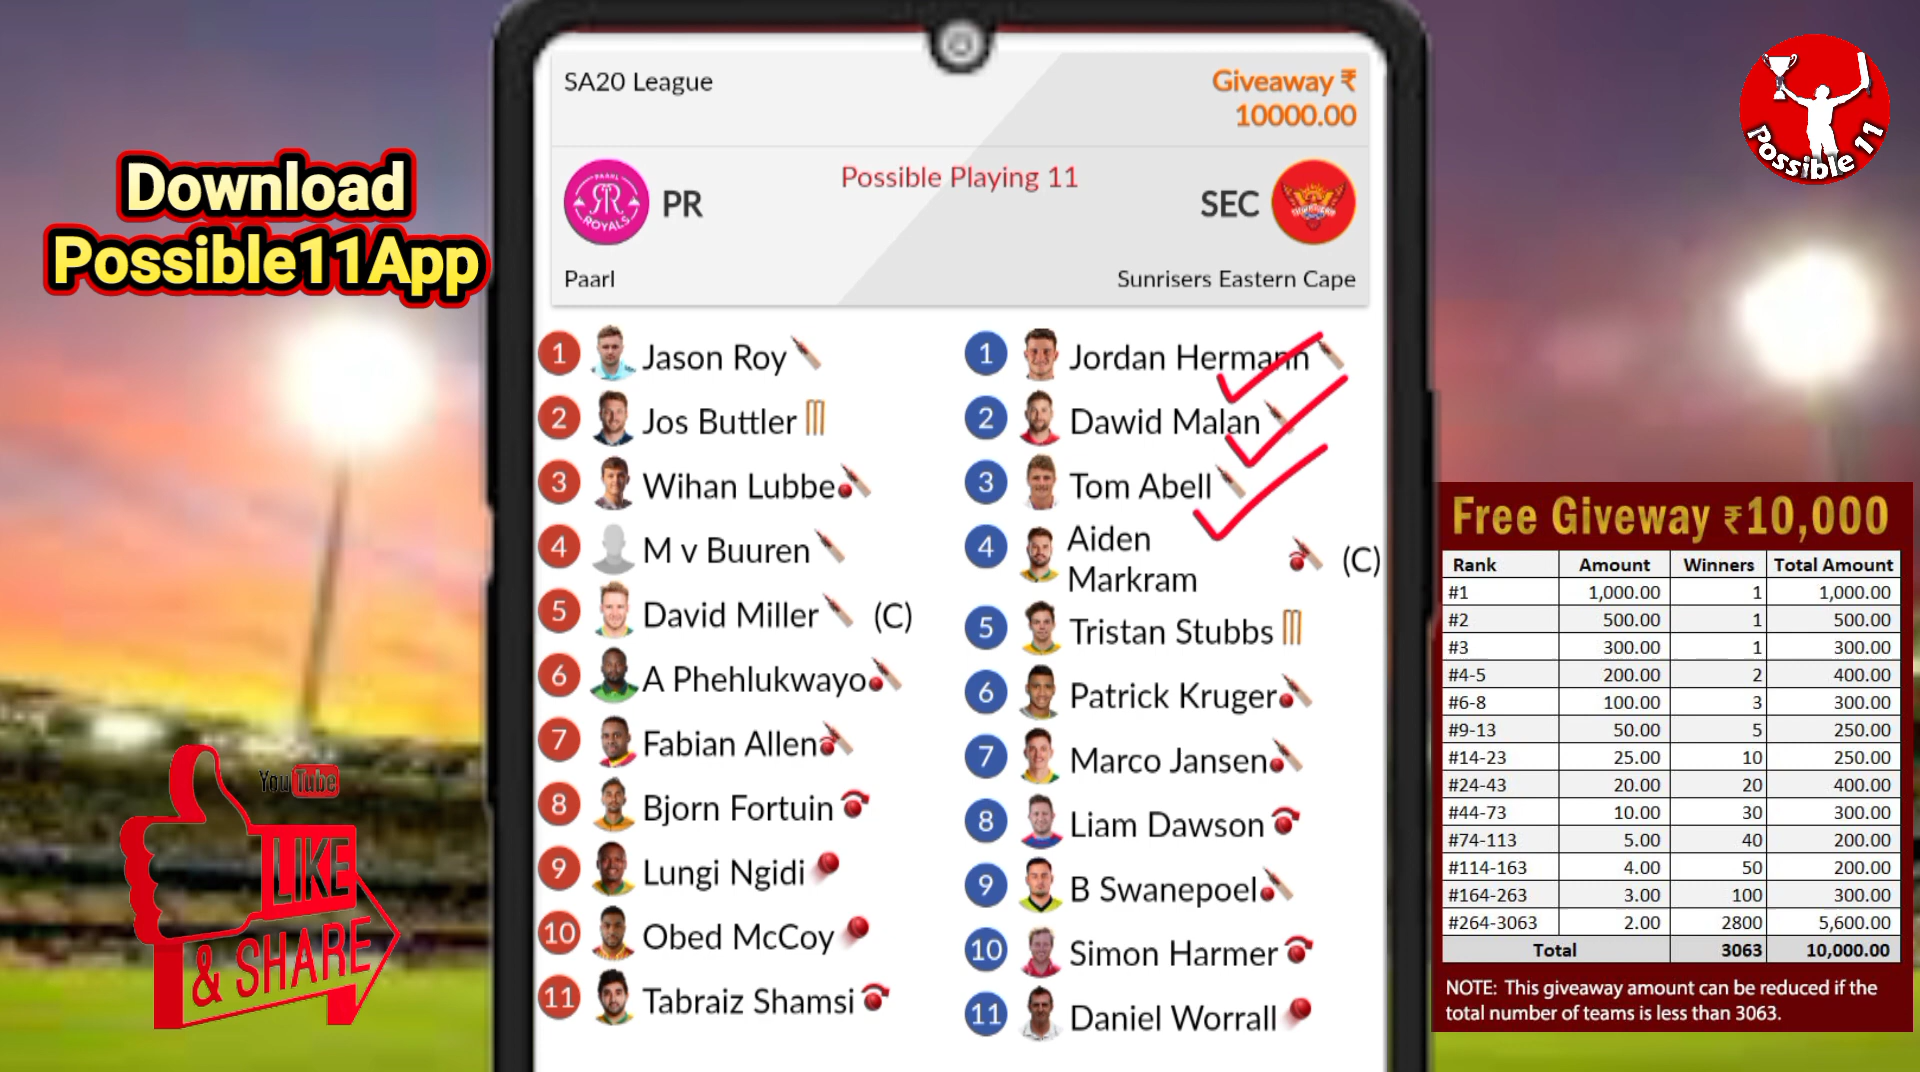 SA20 League
Giveaway ₹
10000.00
Possible 11
Download
Possible11App
PAARL
ROYALS
PR
Possible Playing 11
SEC
Paarl
Sunrisers Eastern Cape
1 Jason Roy
2 Jos Buttler
3 Wihan Lubbe
4 M v Buuren
5 David Miller (C)
6 A Phehlukwayo
7 Fabian Allen
8 Bjorn Fortuin
9 Lungi Ngidi
10 Obed McCoy
11 Tabraiz Shamsi
1 Jordan Hermann
2 Dawid Malan
3 Tom Abell
4 Aiden
Markram (C)
5 Tristan Stubbs
6 Patrick Kruger
7 Marco Jansen
8 Liam Dawson
9 B Swanepoel
10 Simon Harmer
11 Daniel Worrall
YouTube
LIKE
& SHARE
Free Giveway ₹10,000
Rank Amount Winners Total Amount
#1 1,000.00 1 1,000.00
#2 500.00 1 500.00
#3 300.00 1 300.00
#4-5 200.00 2 400.00
#6-8 100.00 3 300.00
#9-13 50.00 5 250.00
#14-23 25.00 10 250.00
#24-43 20.00 20 400.00
#44-73 10.00 30 300.00
#74-113 5.00 40 200.00
#114-163 4.00 50 200.00
#164-263 3.00 100 300.00
#264-3063 2.00 2800 5,600.00
Total 3063 10,000.00
NOTE: This giveaway amount can be reduced if the
total number of teams is less than 3063.